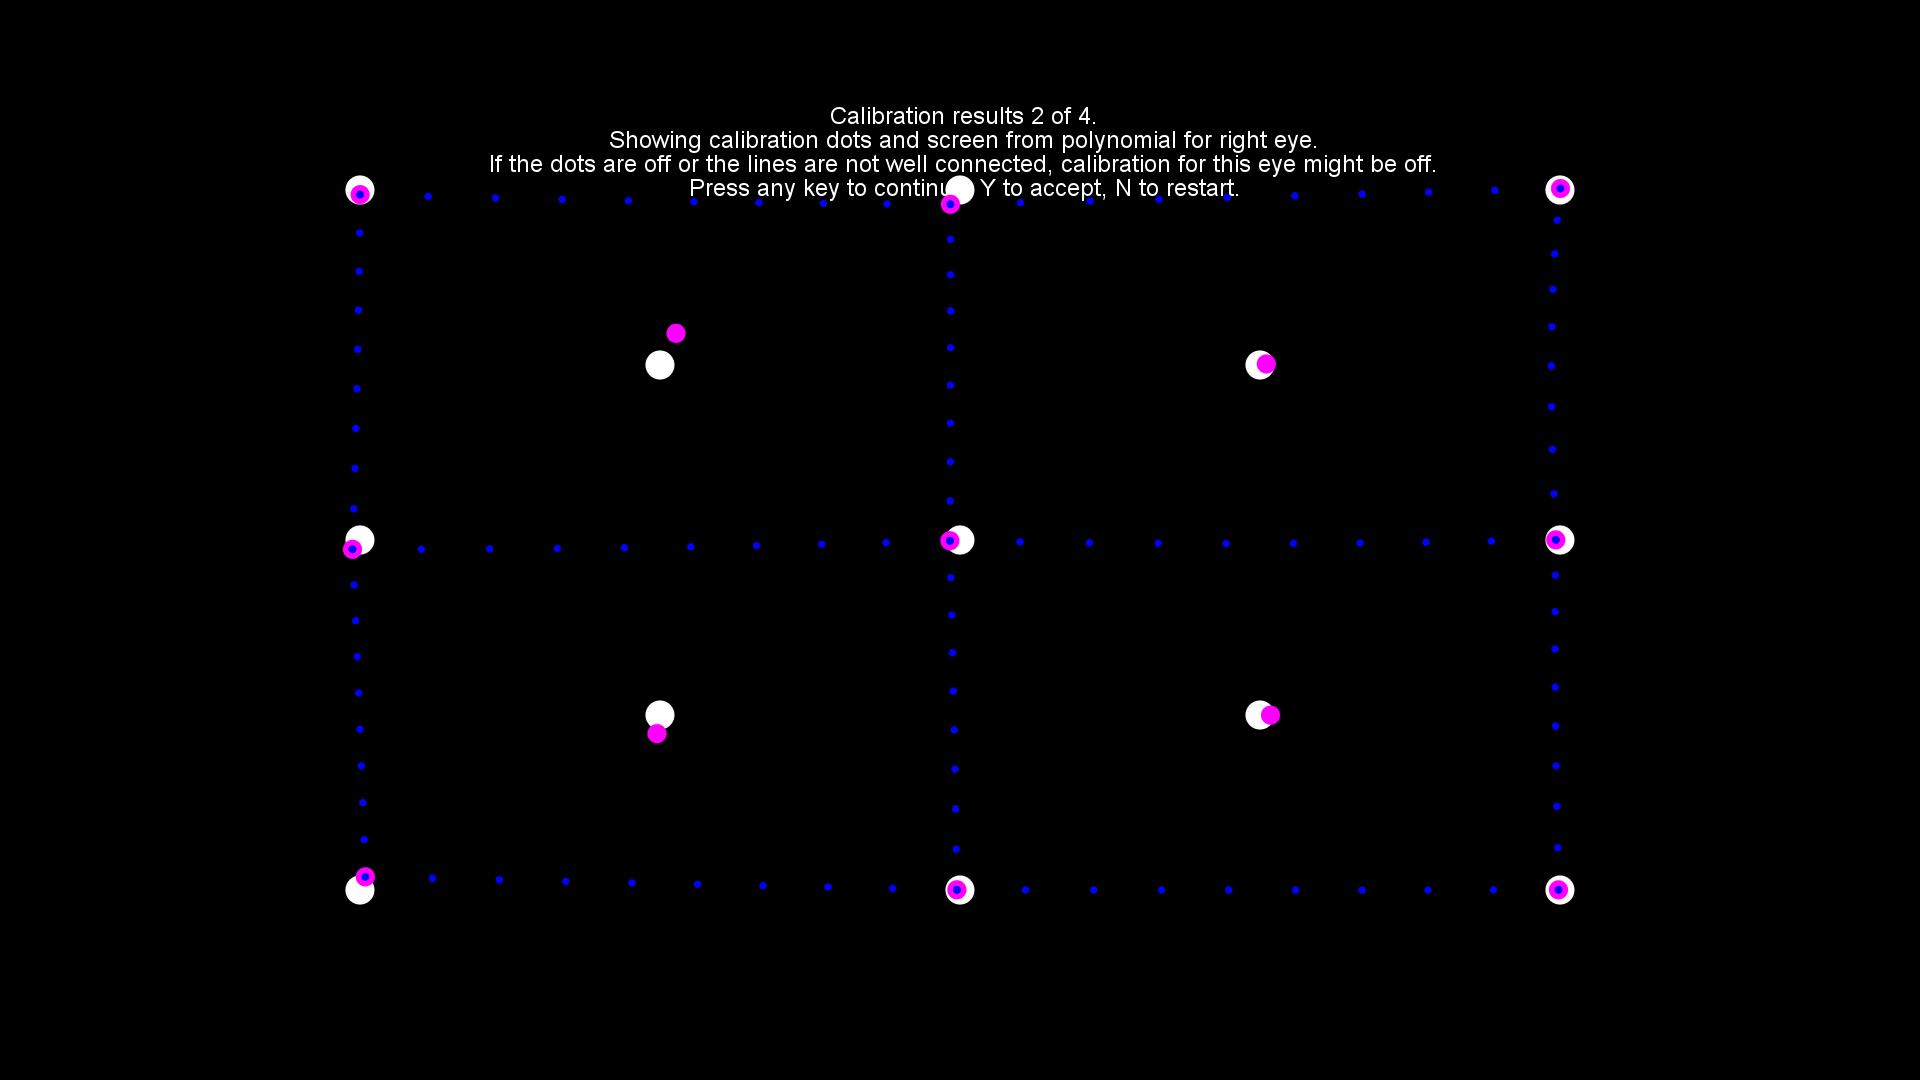 Calibration results 2 of 4.
Showing calibration dots and screen from polynomial for right eye.
If the dots are off or the lines are not well connected, calibration for this eye might be off.
Press any key to continu Y to accept, N to restart.